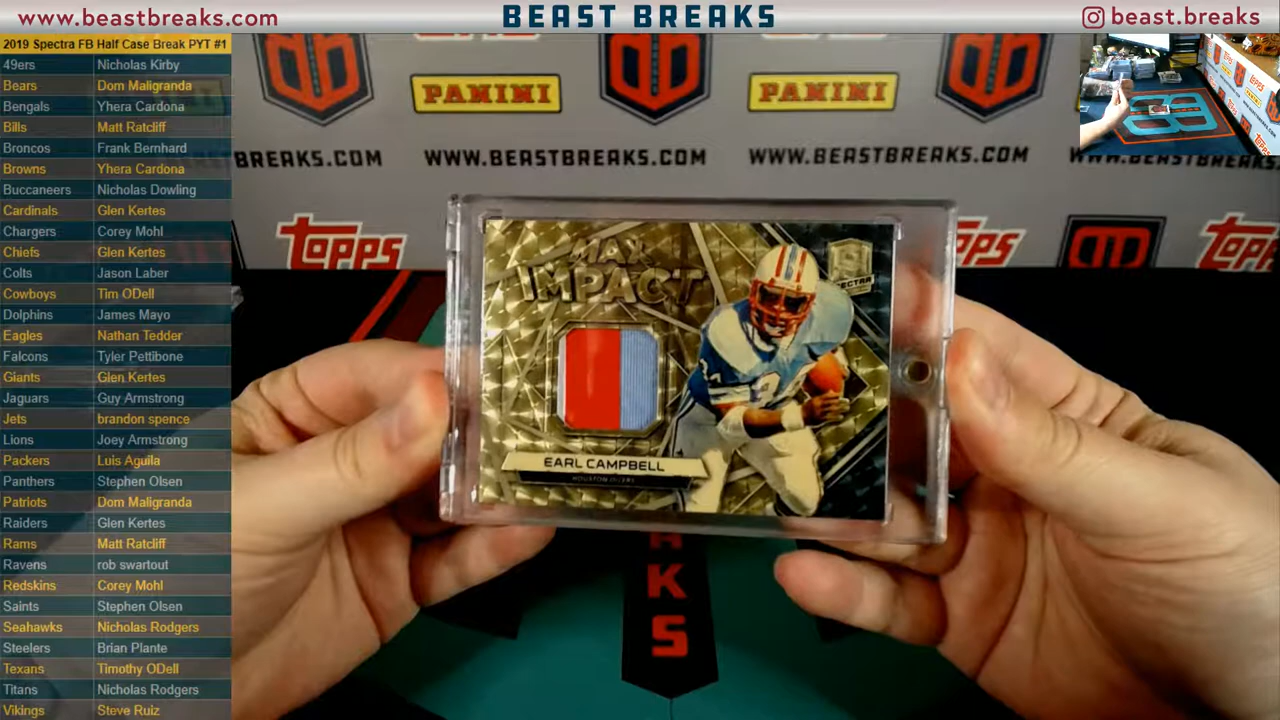 www.beastbreaks.com
BEAST BREAKS
beast.breaks
2019 Spectra FB Half Case Break PYT #1
49ers Nicholas Kirby
Bears Dom Maligranda
Bengals Yhera Cardona
Bills Matt Ratcliff
Broncos Frank Bernhard
Browns Yhera Cardona
Buccaneers Nicholas Dowling
Cardinals Glen Kertes
Chargers Corey Mohl
Chiefs Glen Kertes
Colts Jason Laber
Cowboys Tim ODell
Dolphins James Mayo
Eagles Nathan Tedder
Falcons Tyler Pettibone
Giants Glen Kertes
Jaguars Guy Armstrong
Jets brandon spence
Lions Joey Armstrong
Packers Luis Aguila
Panthers Stephen Olsen
Patriots Dom Maligranda
Raiders Glen Kertes
Rams Matt Ratcliff
Ravens rob swartout
Redskins Corey Mohl
Saints Stephen Olsen
Seahawks Nicholas Rodgers
Steelers Brian Plante
Texans Timothy ODell
Titans Nicholas Rodgers
Vikings Steve Ruiz
PANINI
PANINI
BREAKS.COM
WWW.BEASTBREAKS.COM
WWW.BEASTBREAKS.COM
topps
MAX
IMPACT
EARL CAMPBELL
HOUSTON OILERS
34